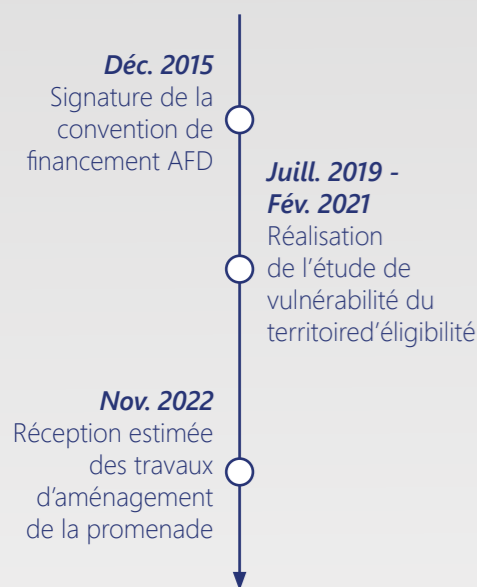 Déc. 2015
Signature de la
convention de
financement AFD
Juill. 2019 -
Fév. 2021
Réalisation
de l'étude de
vulnérabilité du
territoired'éligibilité
Nov. 2022
Réception estimée
des travaux
d'aménagement
de la promenade